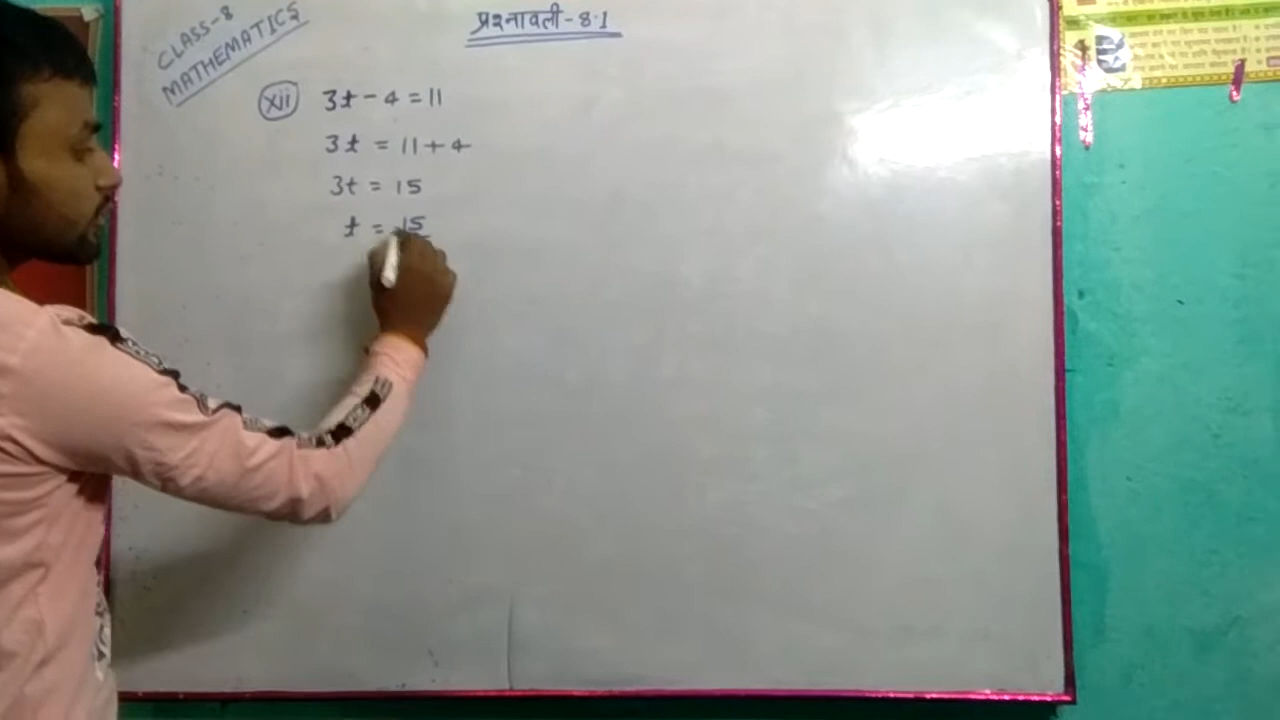 CLASS-8
MATHEMATICS
प्रश्नावली-8.1
xii 3t - 4 = 11
3t = 11 + 4
3t = 15
t = 15